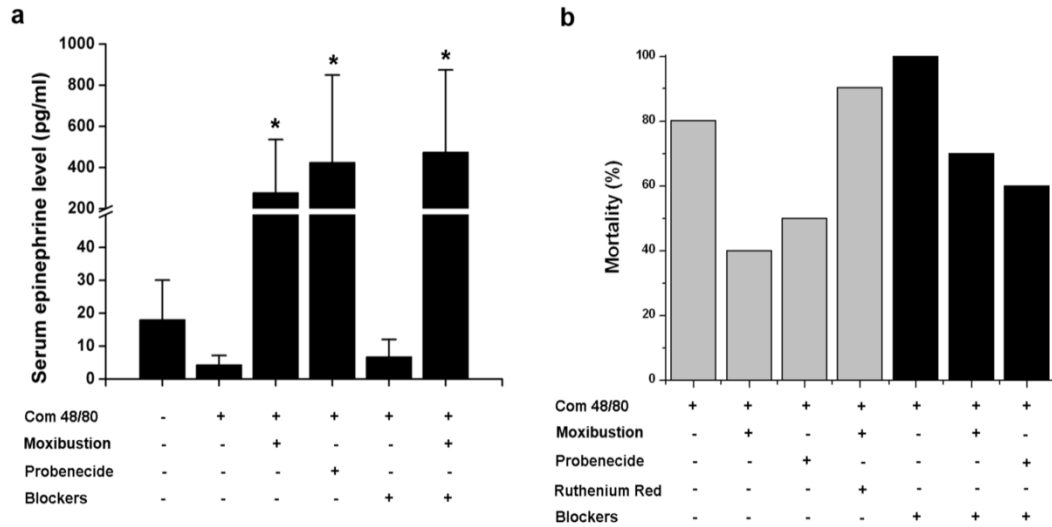 a
Serum epinephrine level (pg/ml)
1000
800
600
400
200
40
30
20
10
0
* * *
Com 48/80 - + + + + +
Moxibustion - - + - - +
Probenecide - - - + - -
Blockers - - - - + +
b
Mortality (%)
100
80
60
40
20
0
Com 48/80 + + + + + + +
Moxibustion - + - + - + -
Probenecide - - + - - - +
Ruthenium Red - - - + - - -
Blockers - - - - + + +